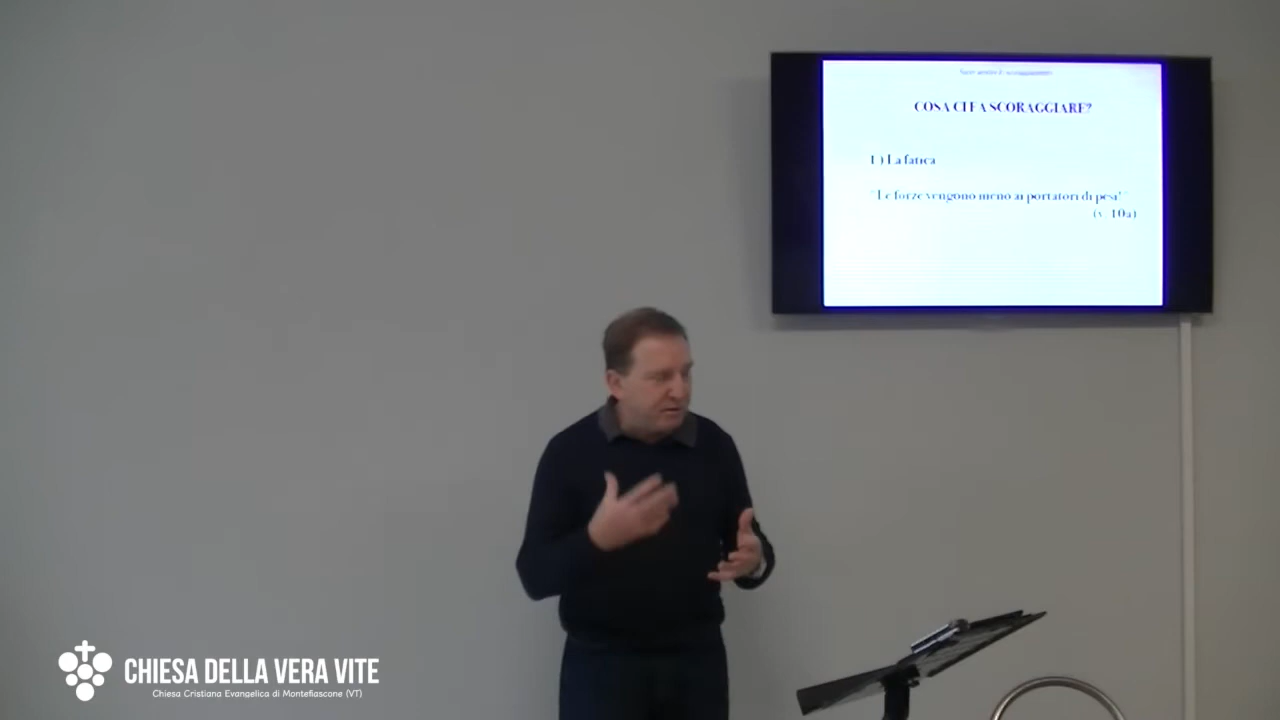 COSA CI FA SCORAGGIARE?
1) La fatica
"Le forze vengono meno ai portatori di pesi"
(v. 10a)
CHIESA DELLA VERA VITE
Chiesa Cristiana Evangelica di Montefiascone (VT)